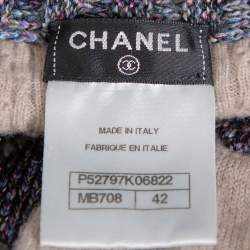 CHANEL
MADE IN ITALY
FABRIQUE EN ITALIE
P52797K06822
MB708 42